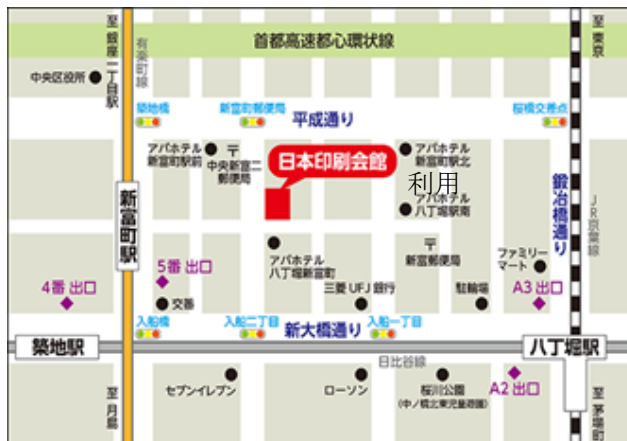 至 銀座一丁目駅
有楽町線
首都高速都心環状線
至 東京
中央区役所
築地橋
新富町郵便局
平成通り
桜橋交差点
アパホテル
新富町駅前
中央新富二
郵便局
日本印刷会館
アパホテル
新富町駅北
利用
アパホテル
八丁堀駅南
鍛冶橋通り
JR京葉線
新富町駅
アパホテル
八丁堀新富町
新富町郵便局
ファミリー
マート
4番 出口
5番 出口
交番
三菱 UFJ 銀行
駐輪場
A3 出口
入船橋
入船二丁目
新大橋通り
入船一丁目
築地駅
八丁堀駅
日比谷線
セブンイレブン
ローソン
桜川公園
(中ノ橋北東児童遊園)
A2 出口
至 月島
至 茅場町